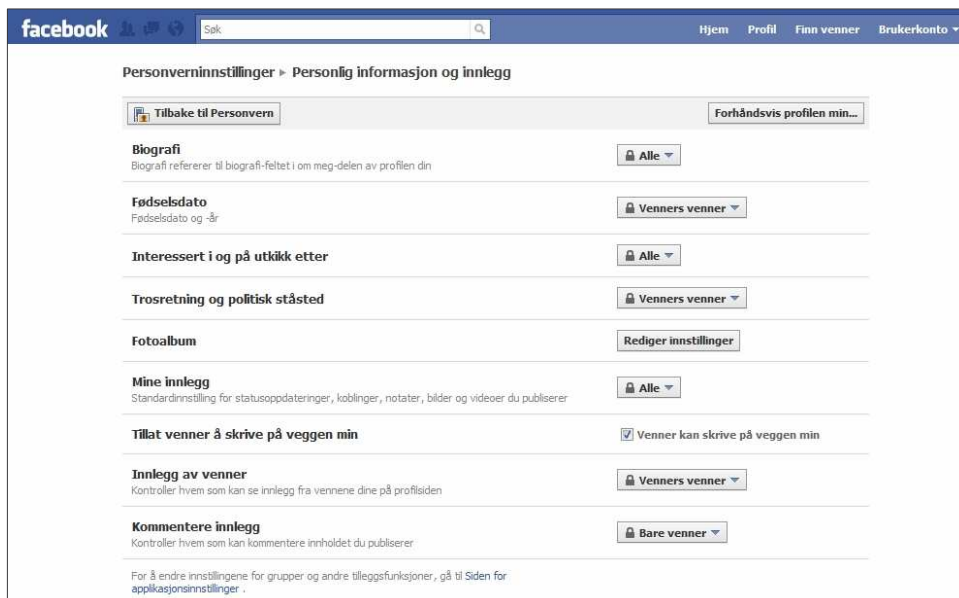 facebook Søk Hjem Profil Finn venner Brukerkonto
Personverninnstillinger ▸ Personlig informasjon og innlegg
Tilbake til Personvern Forhåndsvis profilen min...
Biografi
Biografi refererer til biografi-feltet i om meg-delen av profilen din
Alle
Fødselsdato
Fødselsdato og -år
Venners venner
Interessert i og på utkikk etter Alle
Trosretning og politisk ståsted Venners venner
Fotoalbum Rediger innstillinger
Mine innlegg
Standardinnstilling for statusoppdateringer, koblinger, notater, bilder og videoer du publiserer
Alle
Tillat venner å skrive på veggen min Venner kan skrive på veggen min
Innlegg av venner
Kontroller hvem som kan se innlegg fra vennene dine på profilsiden
Venners venner
Kommentere innlegg
Kontroller hvem som kan kommentere innholdet du publiserer
Bare venner
For å endre innstillingene for grupper og andre tilleggsfunksjoner, gå til Siden for
applikasjonsinnstillinger .